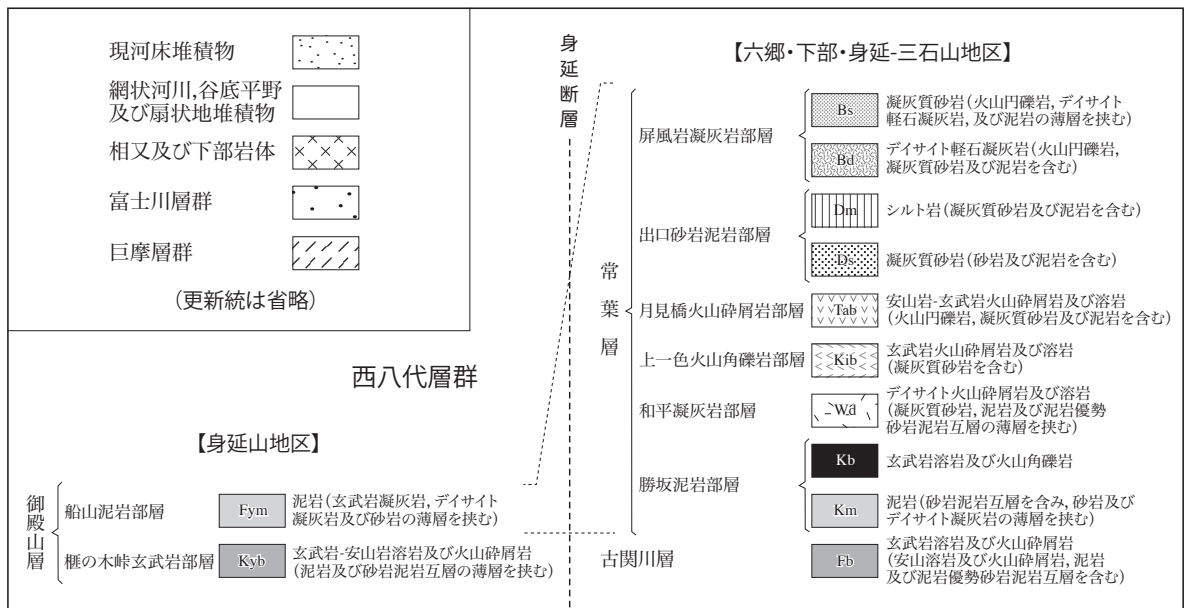 現河床堆積物
網状河川,谷底平野
及び扇状地堆積物
相又及び下部岩体
富士川層群
巨摩層群
(更新統は省略)
西八代層群
【身延山地区】
御殿山層
船山泥岩部層
Fym
泥岩(玄武岩凝灰岩, デイサイト
凝灰岩及び砂岩の薄層を挟む)
榧の木峠玄武岩部層
Kyb
玄武岩-安山岩溶岩及び火山砕屑岩
(泥岩及び砂岩泥岩互層の薄層を挟む)
身延断層
【六郷・下部・身延-三石山地区】
常葉層
屏風岩凝灰岩部層
Bs
凝灰質砂岩(火山円礫岩, デイサイト
軽石凝灰岩, 及び泥岩の薄層を挟む)
Bd
デイサイト軽石凝灰岩(火山円礫岩,
凝灰質砂岩及び泥岩を含む)
出口砂岩泥岩部層
Dm
シルト岩(凝灰質砂岩及び泥岩を含む)
Ds
凝灰質砂岩(砂岩及び泥岩を含む)
月見橋火山砕屑岩部層
Tab
安山岩-玄武岩火山砕屑岩及び溶岩
(火山円礫岩, 凝灰質砂岩及び泥岩を含む)
上一色火山角礫岩部層
Kib
玄武岩火山砕屑岩及び溶岩
(凝灰質砂岩を含む)
和平凝灰岩部層
Wd
デイサイト火山砕屑岩及び溶岩
(凝灰質砂岩, 泥岩及び泥岩優勢
砂岩泥岩互層の薄層を挟む)
勝坂泥岩部層
Kb
玄武岩溶岩及び火山角礫岩
Km
泥岩(砂岩泥岩互層を含み, 砂岩及び
デイサイト凝灰岩の薄層を挟む)
古関川層
Fb
玄武岩溶岩及び火山砕屑岩
(安山溶岩及び火山砕屑岩, 泥岩
及び泥岩優勢砂岩泥岩互層を含む)